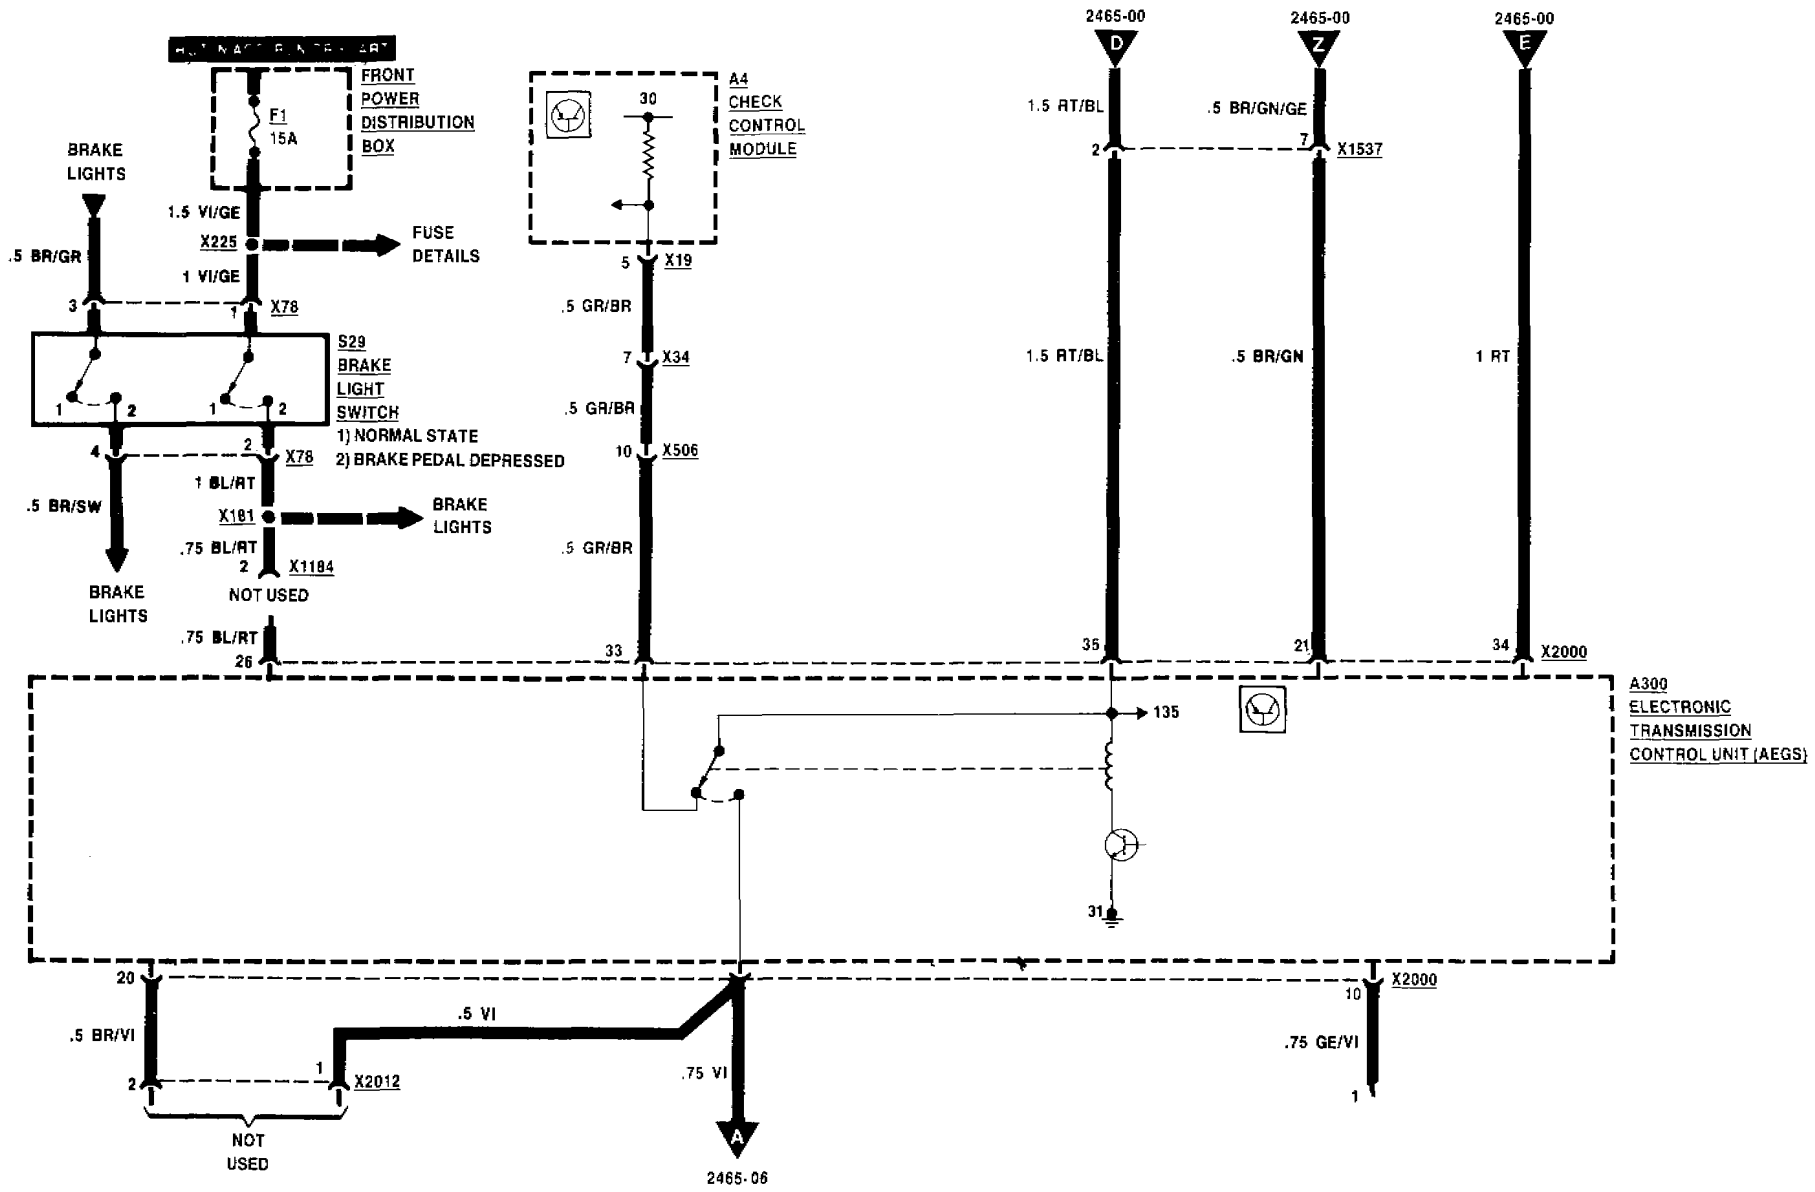 2465-00
2465-00
2465-00
D
Z
E
FRONT
POWER
DISTRIBUTION
BOX
F1
15A
A4
CHECK
CONTROL
MODULE
30
BRAKE
LIGHTS
1.5 VI/GE
X225
FUSE
DETAILS
.5 BR/GR
1 VI/GE
3
1
X78
S29
BRAKE
LIGHT
SWITCH
1) NORMAL STATE
2) BRAKE PEDAL DEPRESSED
1
2
1
2
4
2
X78
1 BL/RT
.5 BR/SW
X181
BRAKE
LIGHTS
.75 BL/RT
2
X1184
NOT USED
BRAKE
LIGHTS
.75 BL/RT
26
5
X19
.5 GR/BR
7
X34
.5 GR/BR
10
X506
.5 GR/BR
33
1.5 RT/BL
.5 BR/GN/GE
2
7
X1537
1.5 RT/BL
.5 BR/GN
1 RT
35
21
34
X2000
A300
ELECTRONIC
TRANSMISSION
CONTROL UNIT (AEGS)
135
31
20
10
X2000
.5 BR/VI
.5 VI
.75 GE/VI
2
1
X2012
.75 VI
1
NOT
USED
A
2465-06